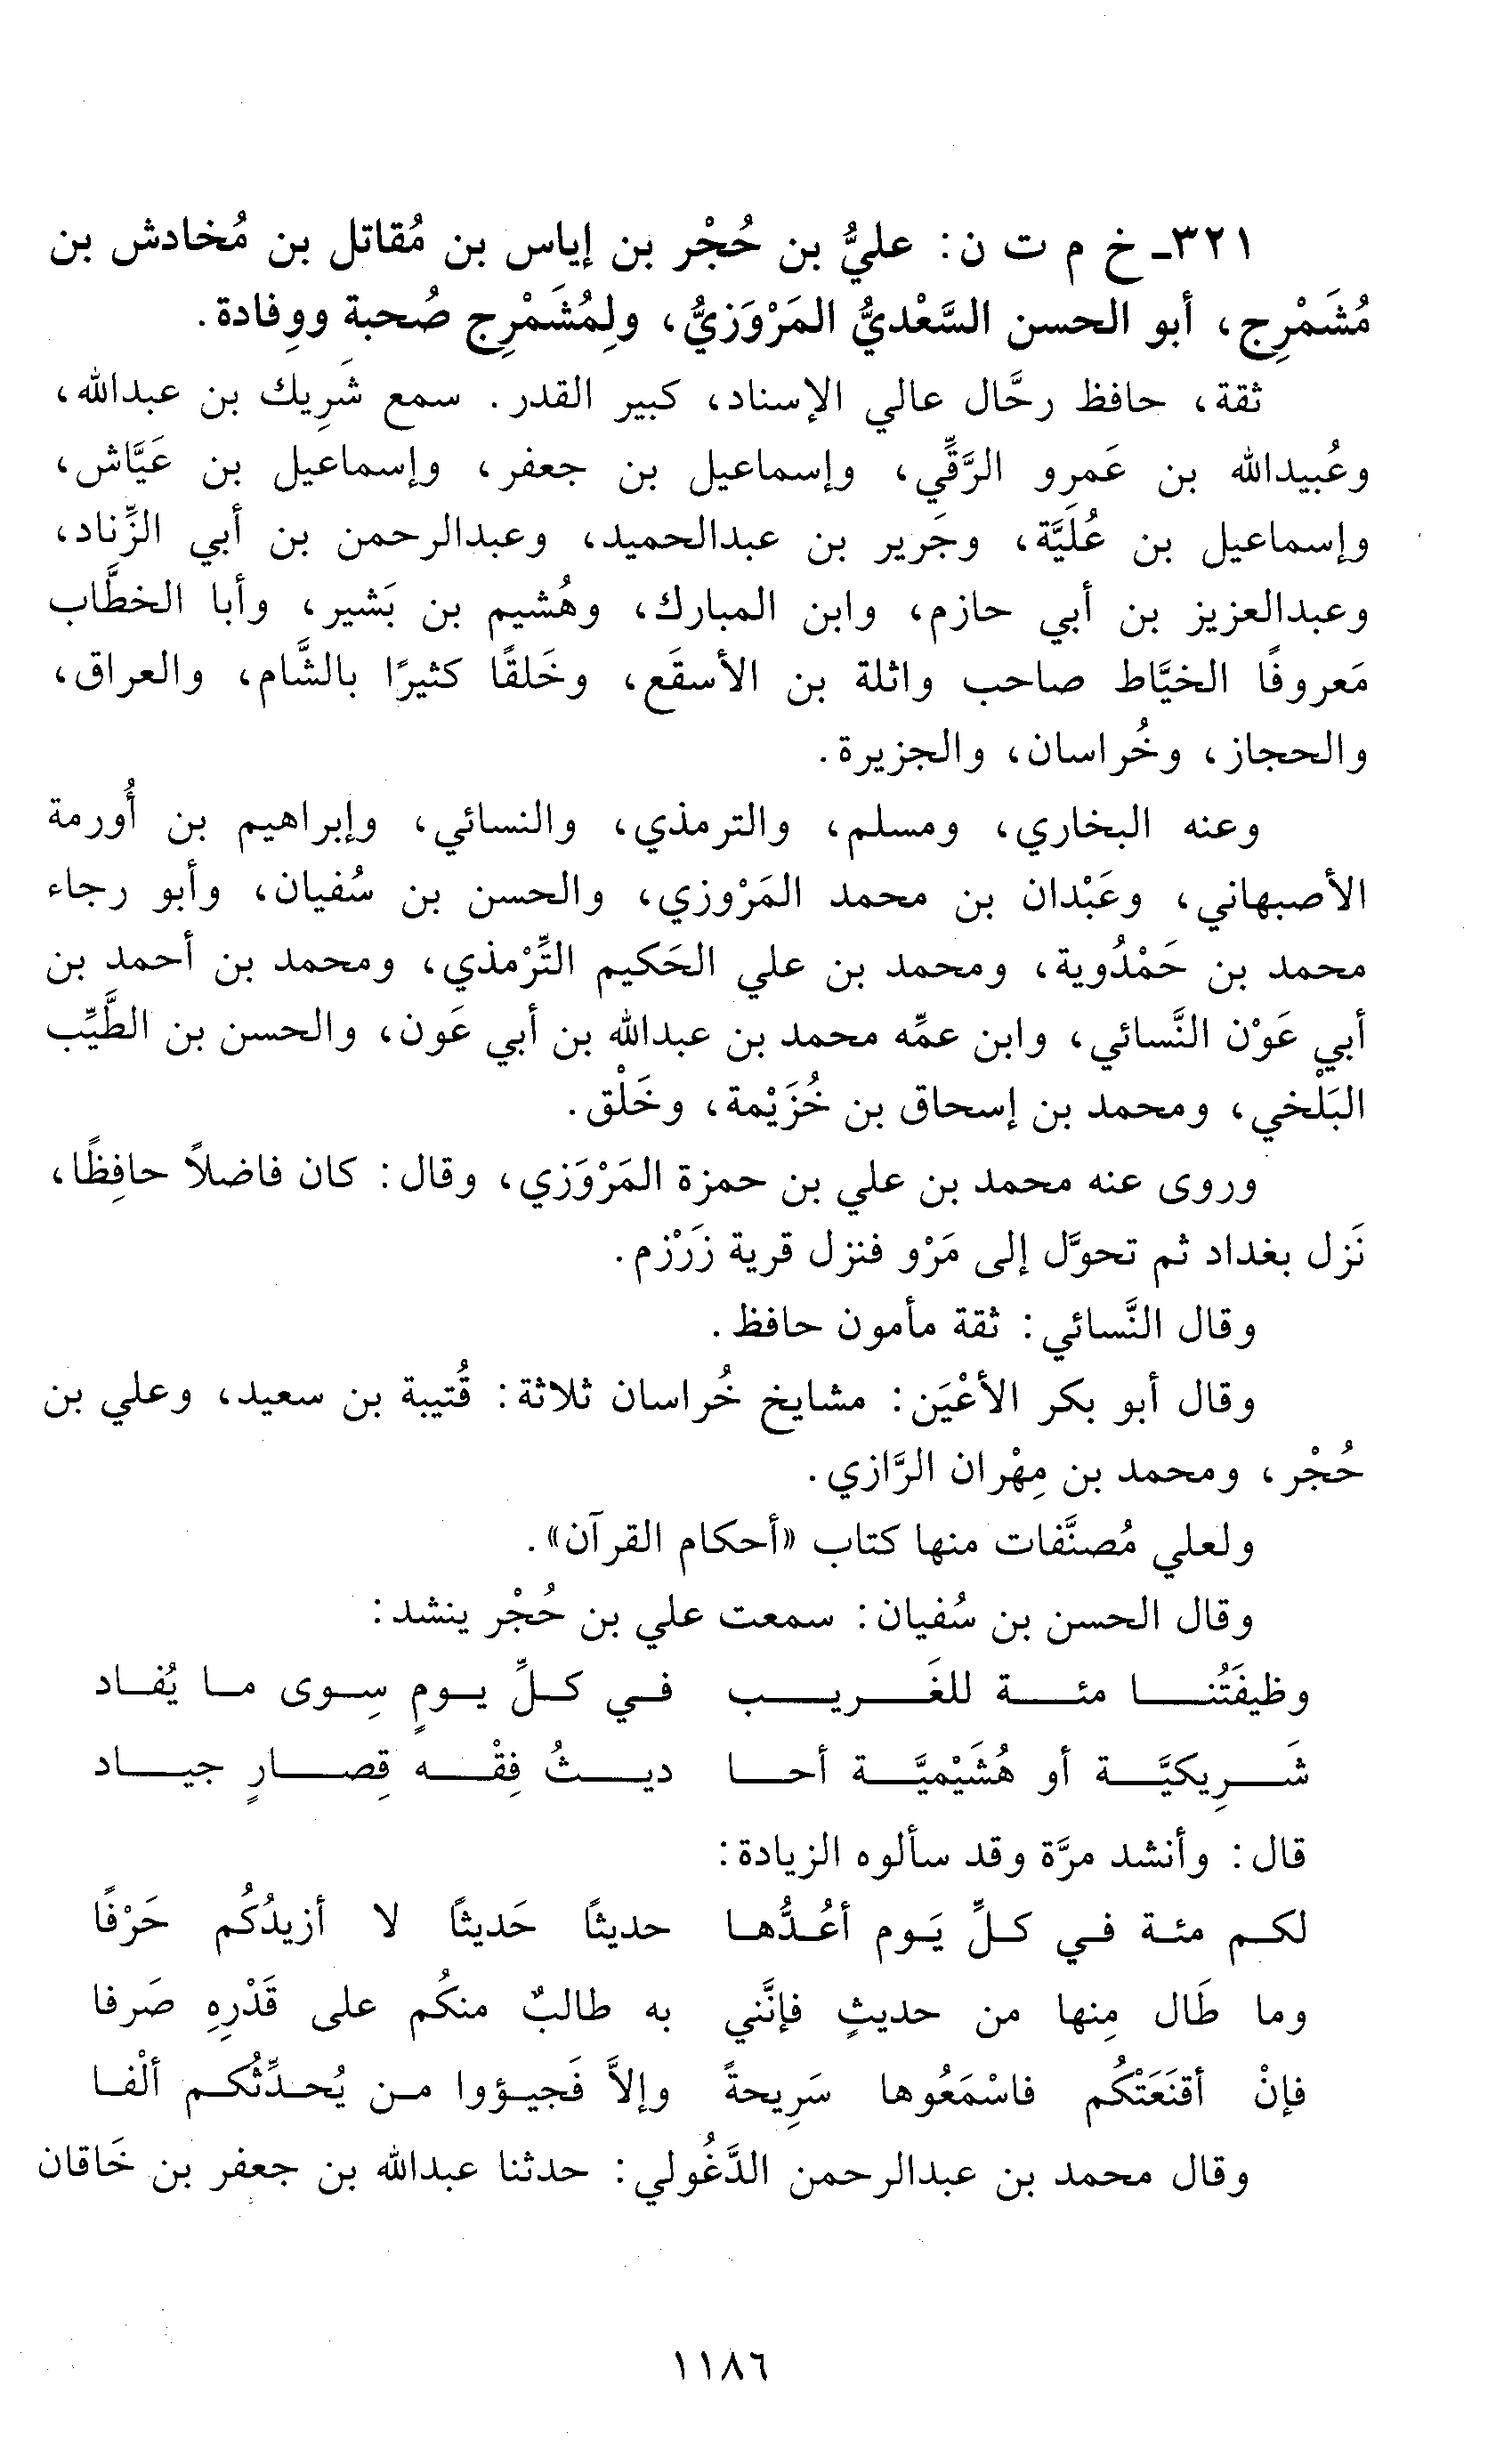 ٣٢١ـ خ م ت ن: عليُّ بن حُجْر بن إياس بن مُقاتل بن مُخادش بن
مُشَمْرِج، أبو الحسن السَّعْديُّ المَرْوَزيُّ، ولِمُشَمْرِج صُحبة ووِفادة.
ثقة، حافظ رحَّال عالي الإسناد، كبير القدر. سمع شَرِيك بن عبدالله،
وعُبيدالله بن عَمرو الرَّقِّي، وإسماعيل بن جعفر، وإسماعيل بن عَيَّاش،
وإسماعيل بن عُلَيَّة، وجَرير بن عبدالحميد، وعبدالرحمن بن أبي الزِّناد،
وعبدالعزيز بن أبي حازم، وابن المبارك، وهُشيم بن بَشير، وأبا الخطَّاب
مَعروفًا الخيَّاط صاحب واثلة بن الأسقَع، وخَلقًا كثيرًا بالشَّام، والعراق،
والحجاز، وخُراسان، والجزيرة.
وعنه البخاري، ومسلم، والترمذي، والنسائي، وإبراهيم بن أُورمة
الأصبهاني، وعَبْدان بن محمد المَرْوزي، والحسن بن سُفيان، وأبو رجاء
محمد بن حَمْدُوية، ومحمد بن علي الحَكيم التِّرْمذي، ومحمد بن أحمد بن
أبي عَوْن النَّسائي، وابن عمِّه محمد بن عبدالله بن أبي عَون، والحسن بن الطَّيِّب
البَلْخي، ومحمد بن إسحاق بن خُزَيْمة، وخَلْق.
وروى عنه محمد بن علي بن حمزة المَرْوَزي، وقال: كان فاضلاً حافِظًا،
نَزل بغداد ثم تحوَّل إلى مَرْو فنزل قرية زَرْزم.
وقال النَّسائي: ثقة مأمون حافظ.
وقال أبو بكر الأعْيَن: مشايخ خُراسان ثلاثة: قُتيبة بن سعيد، وعلي بن
حُجْر، ومحمد بن مِهْران الرَّازي.
ولعلي مُصنَّفات منها كتاب «أحكام القرآن».
وقال الحسن بن سُفيان: سمعت علي بن حُجْر ينشد:
وظيفَتُنا مئة للغَريب في كلِّ يومٍ سِوى ما يُفاد
شَرِيكيَّة أو هُشَيْميَّة أحا ديثُ فِقْه قِصارٍ جياد
قال: وأنشد مرَّة وقد سألوه الزيادة:
لكم مئة في كلِّ يَوم أعُدُّها حديثًا حَديثًا لا أزيدُكُم حَرْفًا
وما طَال مِنها من حديثٍ فإنَّني به طالبٌ منكُم على قَدْرِهِ صَرفا
فإنْ أقنَعَتْكُم فاسْمَعُوها سَرِيحةً وإلاَّ فَجيؤوا من يُحدِّثُكم ألْفا
وقال محمد بن عبدالرحمن الدَّغُولي: حدثنا عبدالله بن جعفر بن خَاقان
١١٨٦